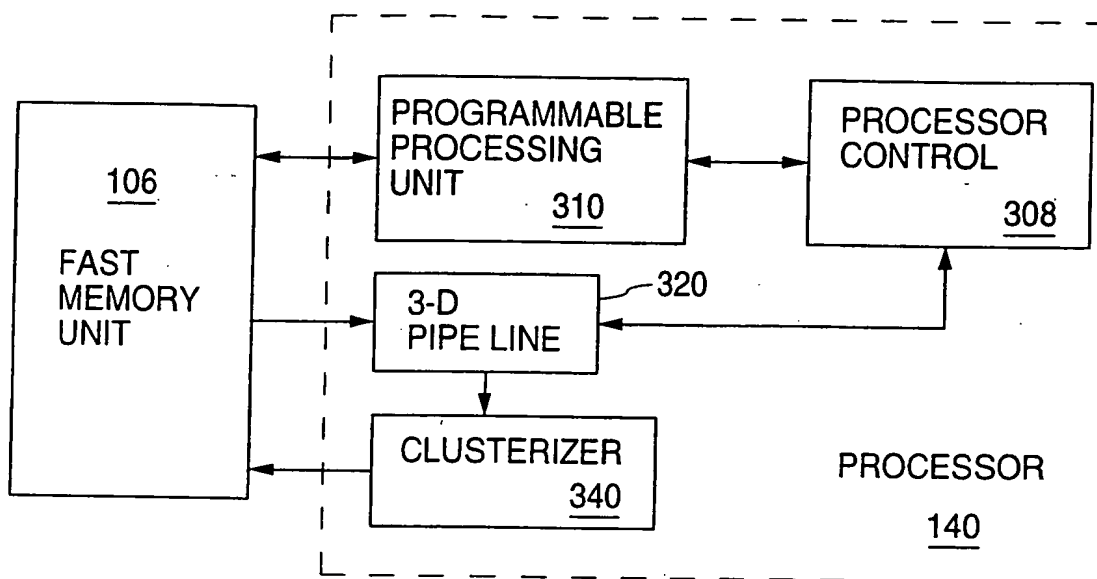 106
FAST
MEMORY
UNIT
PROGRAMMABLE
PROCESSING
UNIT
310
PROCESSOR
CONTROL
308
3-D
PIPE LINE
320
CLUSTERIZER
340
PROCESSOR
140